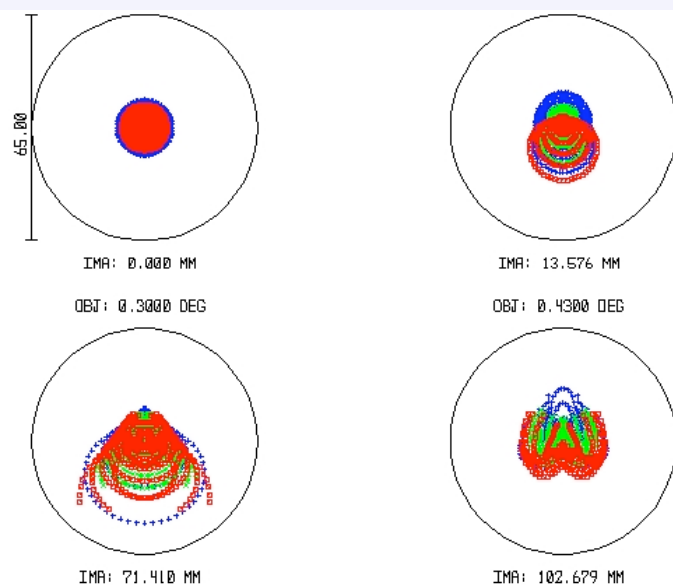 65.00
IMA: 0.000 MM
IMA: 13.576 MM
OBJ: 0.3000 DEG
OBJ: 0.4300 DEG
IMA: 71.410 MM
IMA: 102.679 MM